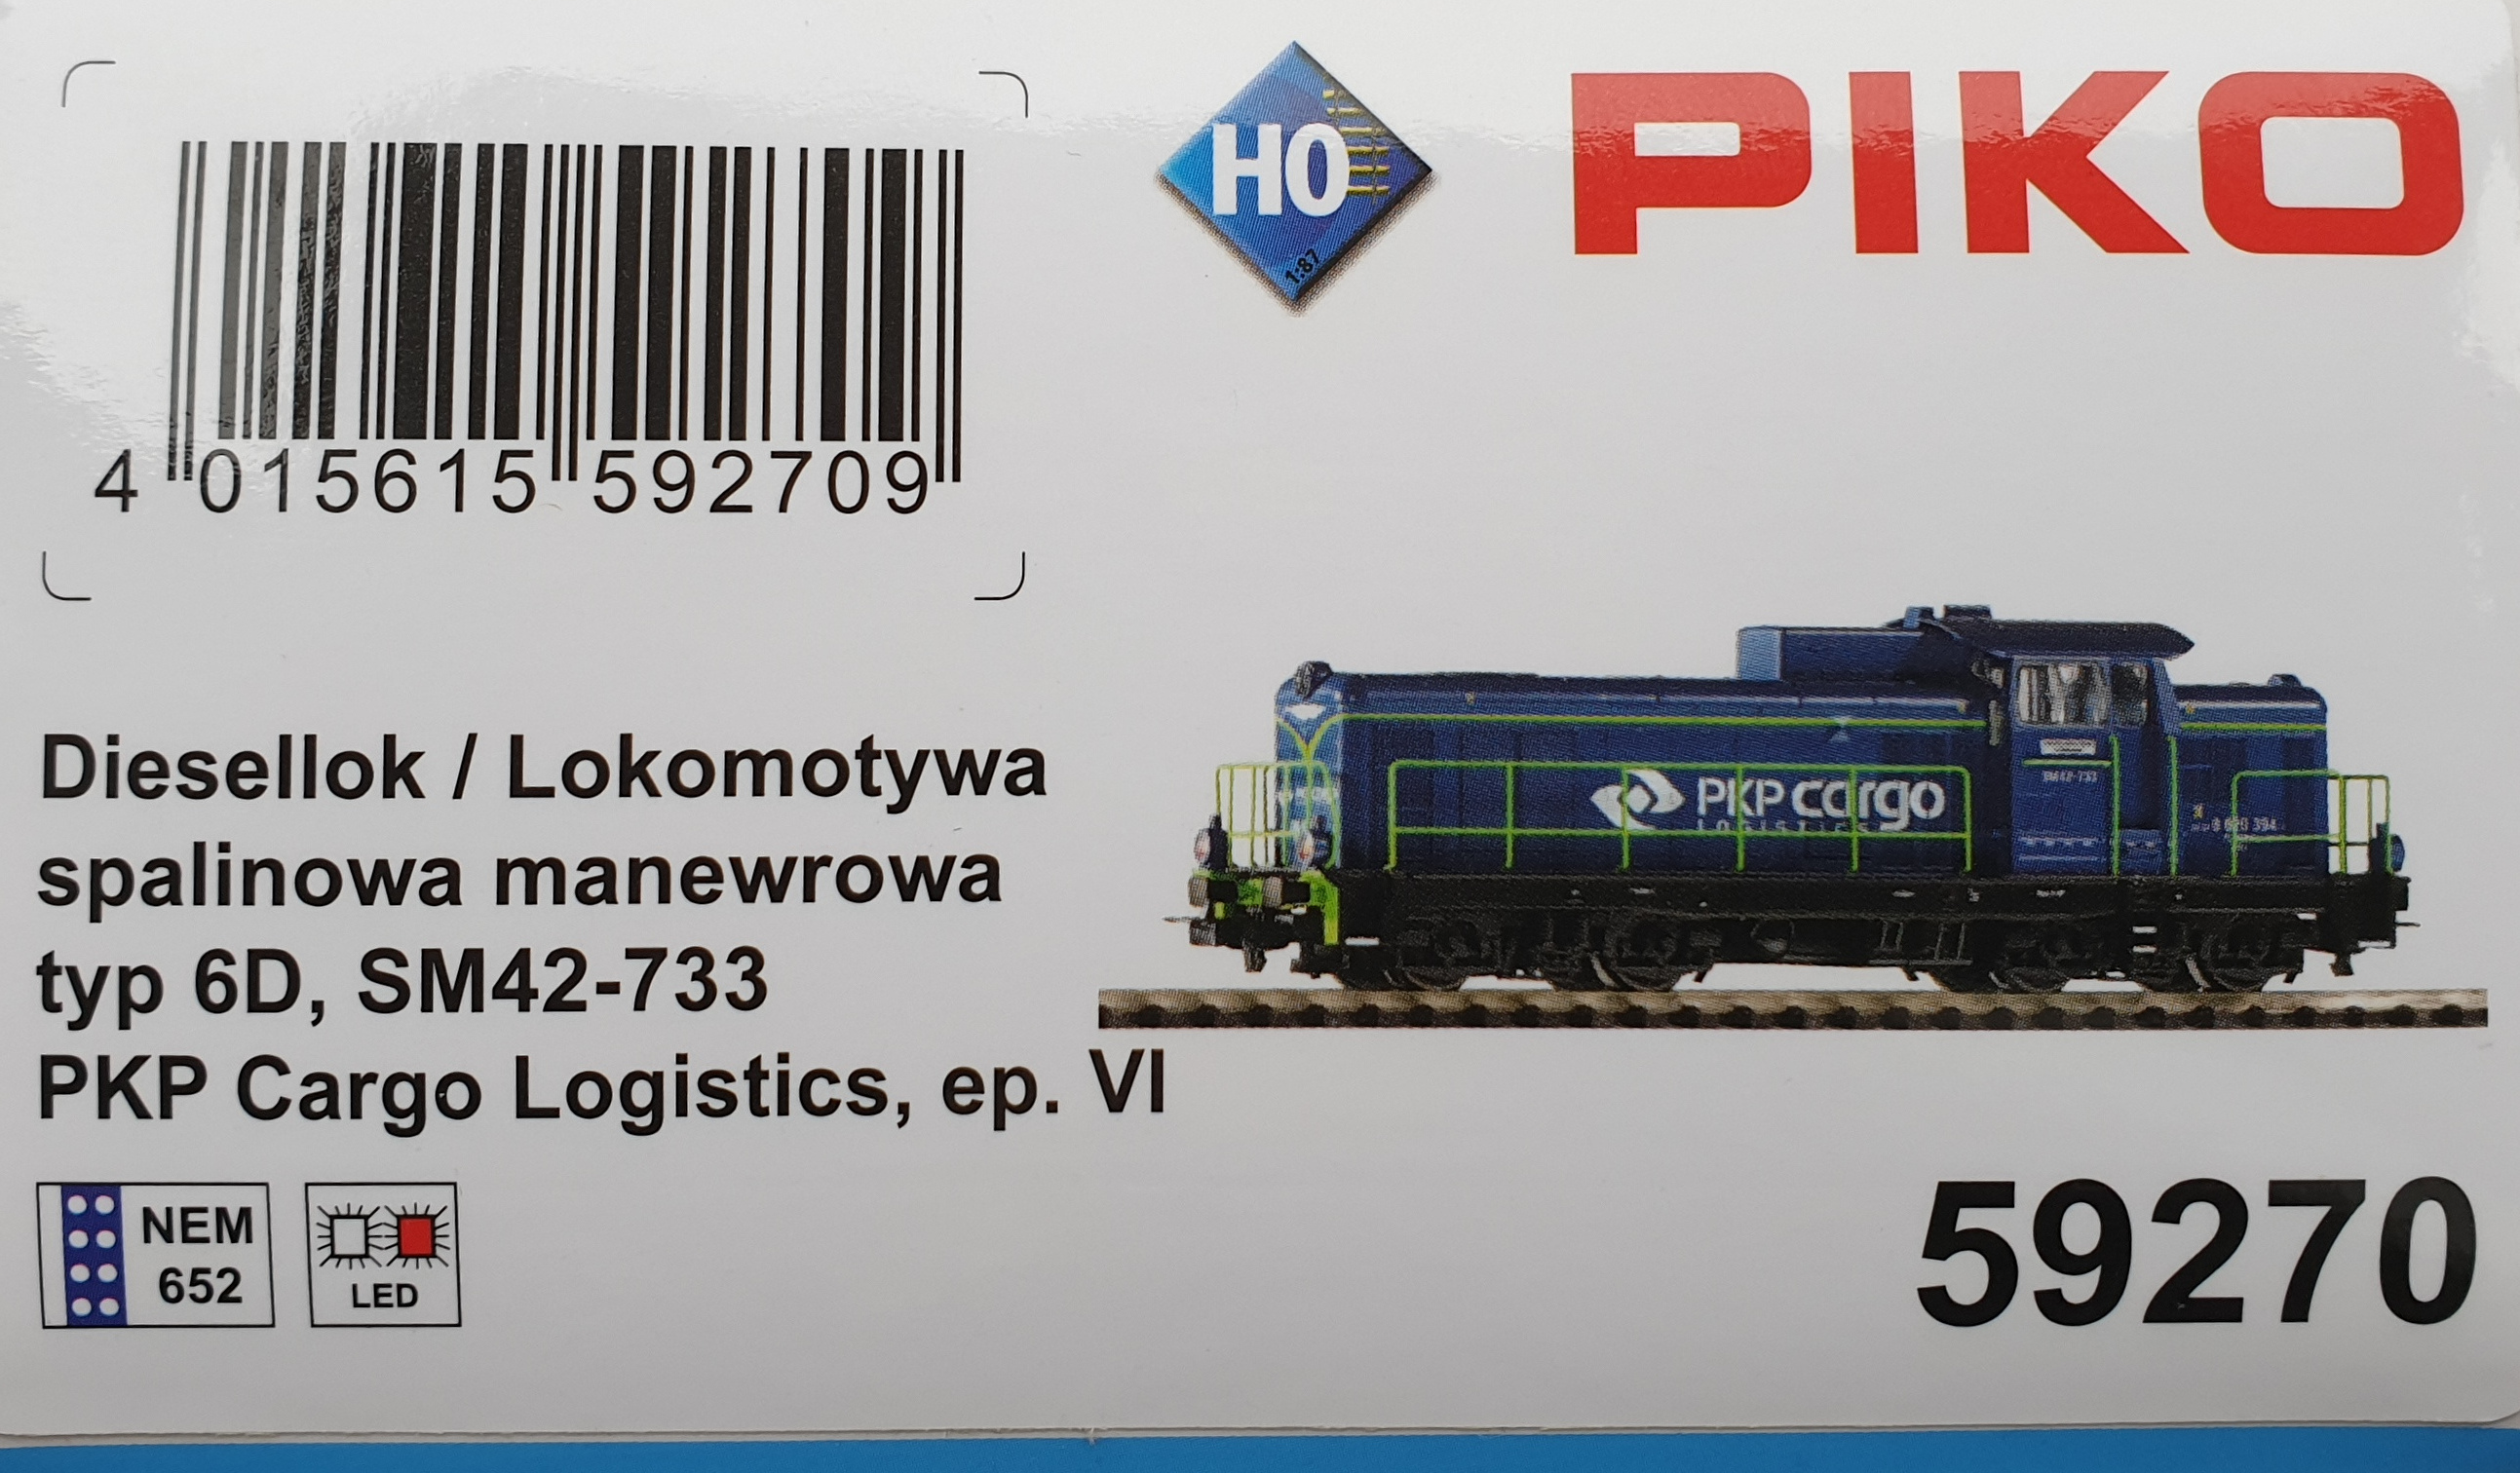 H0
1:87
PIKO
4 015615 592709
PKP cargo
LOGISTICS
SM42-733
Diesellok / Lokomotywa
spalinowa manewrowa
typ 6D, SM42-733
PKP Cargo Logistics, ep. VI
NEM
652
LED
59270